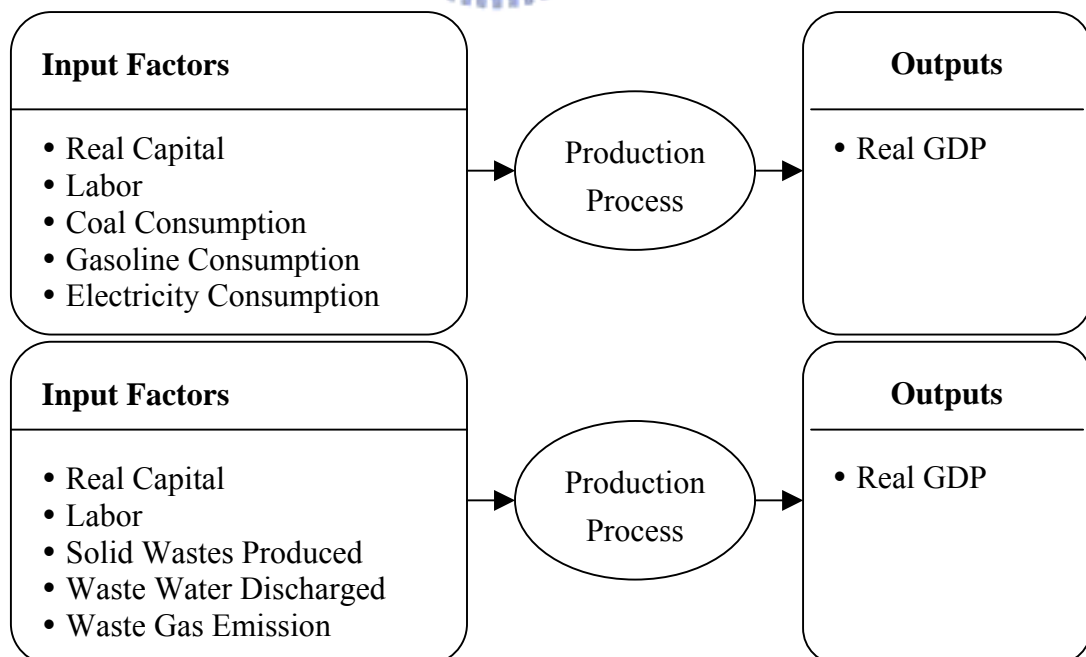 Input Factors
• Real Capital
• Labor
• Coal Consumption
• Gasoline Consumption
• Electricity Consumption
Production
Process
Outputs
• Real GDP
Input Factors
• Real Capital
• Labor
• Solid Wastes Produced
• Waste Water Discharged
• Waste Gas Emission
Production
Process
Outputs
• Real GDP